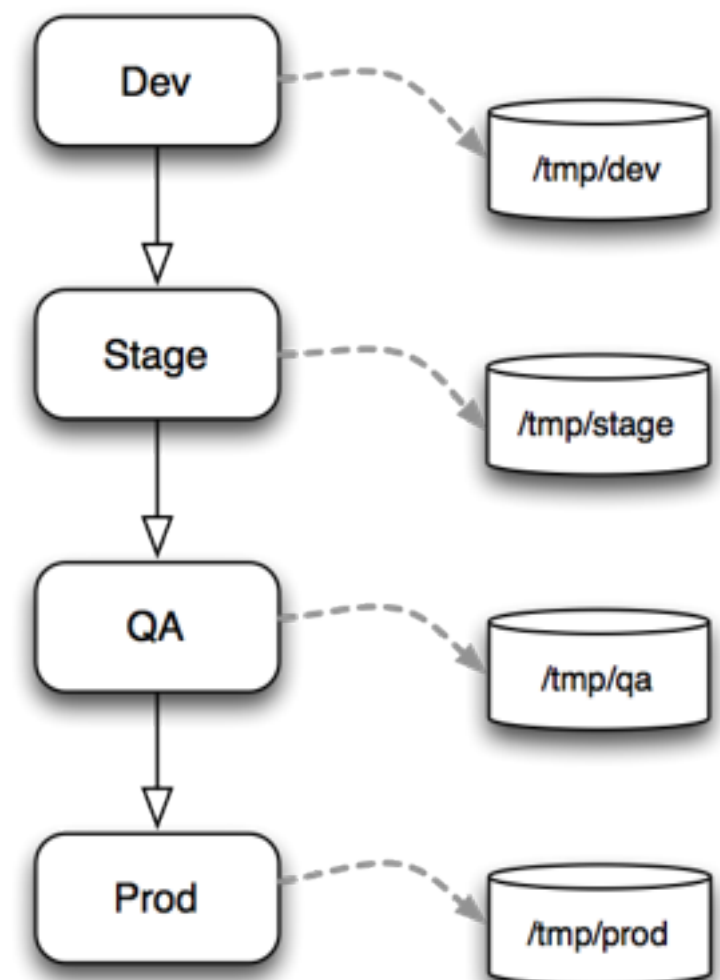 Dev
/tmp/dev
Stage
/tmp/stage
QA
/tmp/qa
Prod
/tmp/prod